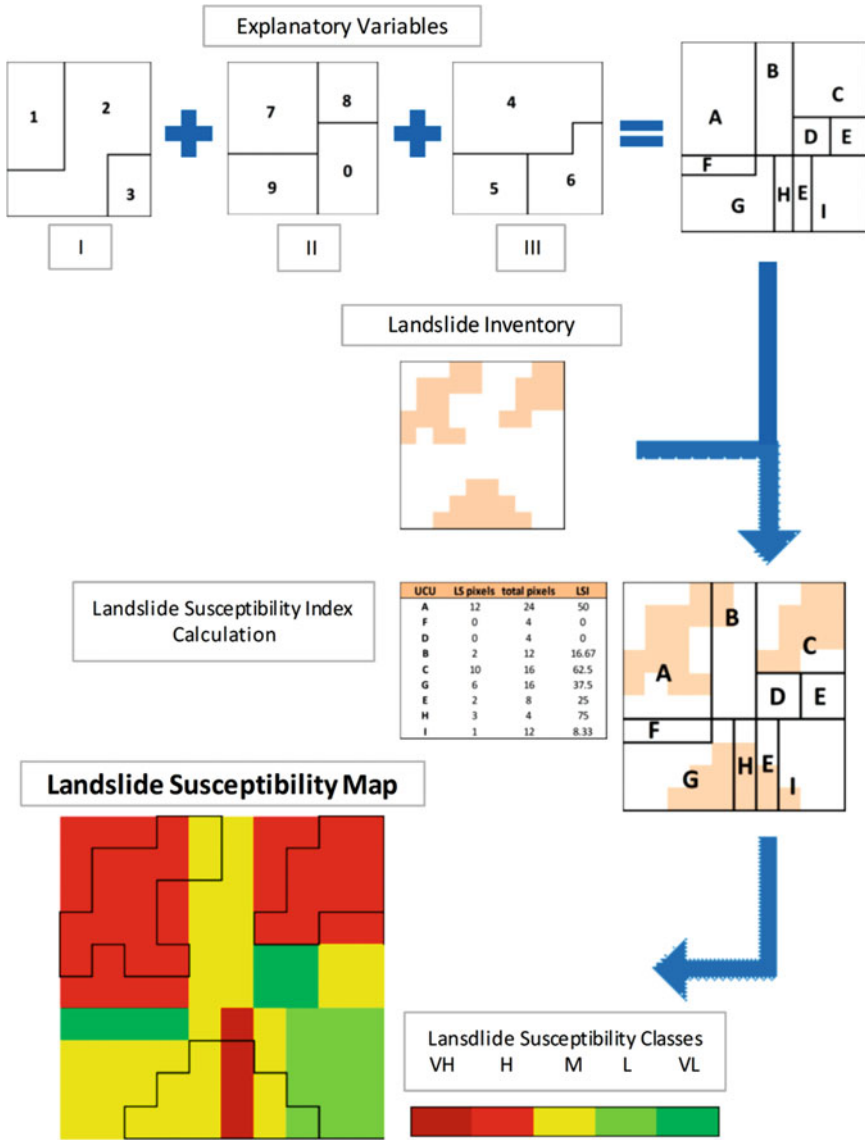 Explanatory Variables
1
2
3
7
8
9
0
4
5
6
A
B
C
D
E
F
G
H
E
I
I
II
III
Landslide Inventory
Landslide Susceptibility Index
Calculation
UCU LS pixels total pixels LSI
A 12 24 50
F 0 4 0
D 0 4 0
B 2 12 16.67
C 10 16 62.5
G 6 16 37.5
E 2 8 25
H 3 4 75
I 1 12 8.33
A
B
C
D
E
F
G
H
E
I
Landslide Susceptibility Map
Lansdlide Susceptibility Classes
VH H M L VL